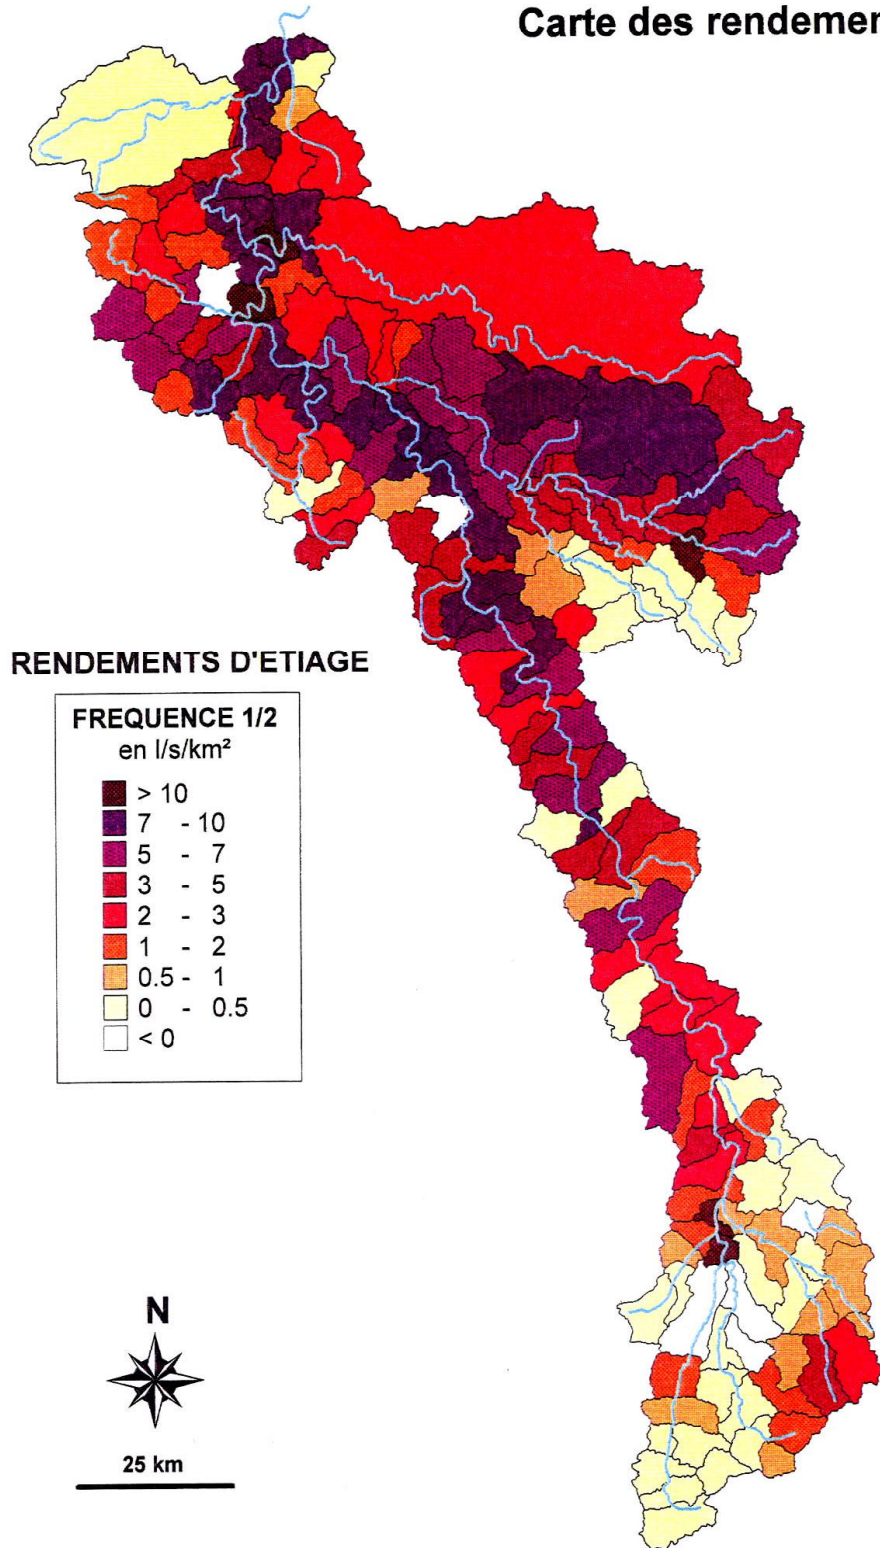 Carte des rendemen
RENDEMENTS D'ETIAGE
FREQUENCE 1/2
en l/s/km²
> 10
7 - 10
5 - 7
3 - 5
2 - 3
1 - 2
0.5 - 1
0 - 0.5
< 0
N
25 km